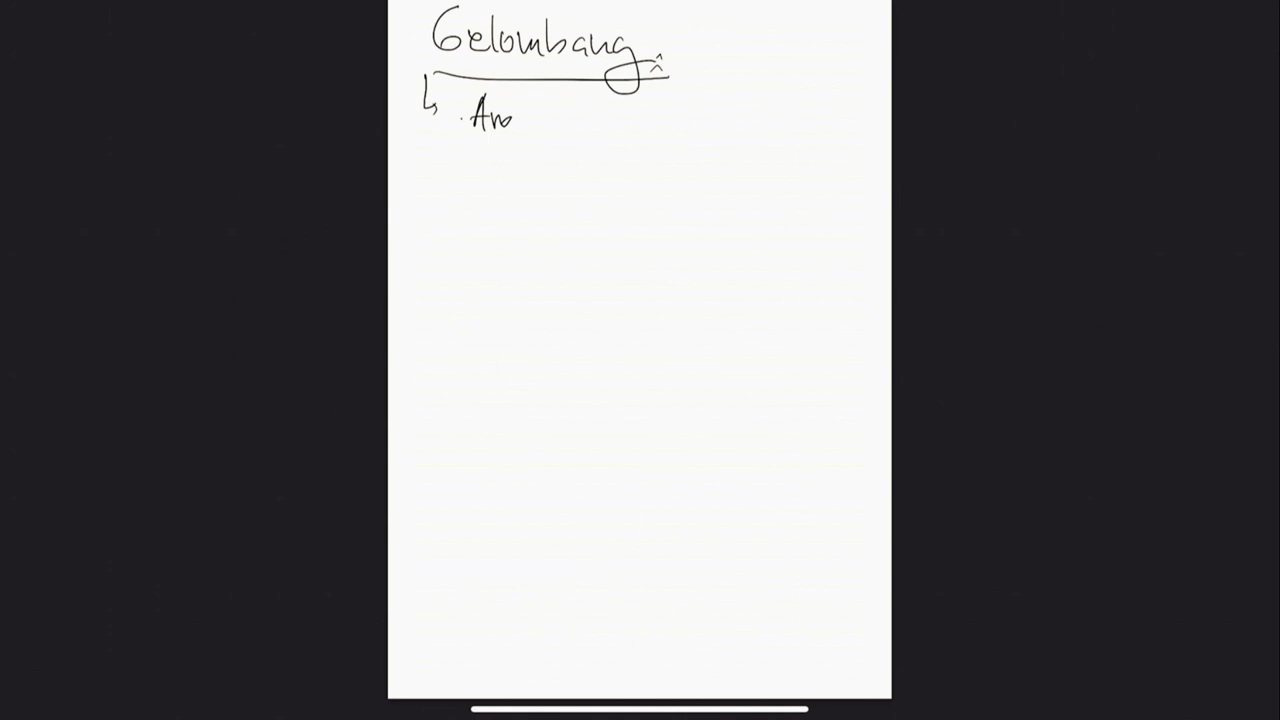 Gelombang :
↳ . Am